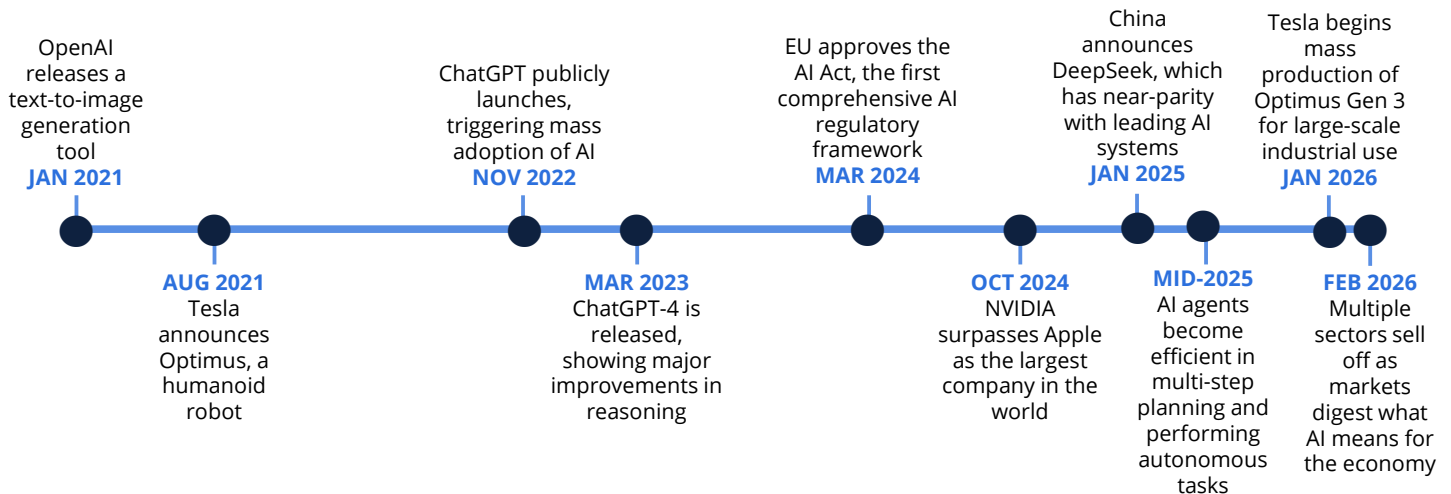 OpenAI
releases a
text-to-image
generation
tool
JAN 2021
AUG 2021
Tesla
announces
Optimus, a
humanoid
robot
ChatGPT publicly
launches,
triggering mass
adoption of AI
NOV 2022
MAR 2023
ChatGPT-4 is
released,
showing major
improvements in
reasoning
EU approves the
AI Act, the first
comprehensive AI
regulatory
framework
MAR 2024
OCT 2024
NVIDIA
surpasses Apple
as the largest
company in the
world
China
announces
DeepSeek, which
has near-parity
with leading AI
systems
JAN 2025
MID-2025
AI agents
become
efficient in
multi-step
planning and
performing
autonomous
tasks
Tesla begins
mass
production of
Optimus Gen 3
for large-scale
industrial use
JAN 2026
FEB 2026
Multiple
sectors sell
off as
markets
digest what
AI means for
the economy